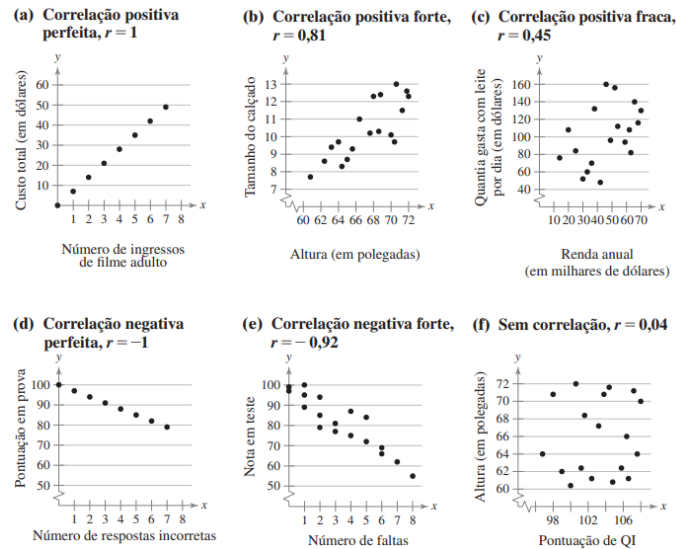 (a) Correlação positiva
perfeita, r = 1
y
Custo total (em dólares)
60
50
40
30
20
10
1 2 3 4 5 6 7 8
x
Número de ingressos
de filme adulto
(b) Correlação positiva forte,
r = 0,81
y
Tamanho do calçado
13
12
11
10
9
8
7
60 62 64 66 68 70 72
x
Altura (em polegadas)
(c) Correlação positiva fraca,
r = 0,45
y
Quantia gasta com leite
por dia (em dólares)
160
140
120
100
80
60
40
10 20 30 40 50 60 70
x
Renda anual
(em milhares de dólares)
(d) Correlação negativa
perfeita, r = −1
y
Pontuação em prova
100
90
80
70
60
50
1 2 3 4 5 6 7 8
x
Número de respostas incorretas
(e) Correlação negativa forte,
r = − 0,92
y
Nota em teste
100
90
80
70
60
50
1 2 3 4 5 6 7 8
x
Número de faltas
(f) Sem correlação, r = 0,04
y
Altura (em polegadas)
72
70
68
66
64
62
60
98 102 106
x
Pontuação de QI